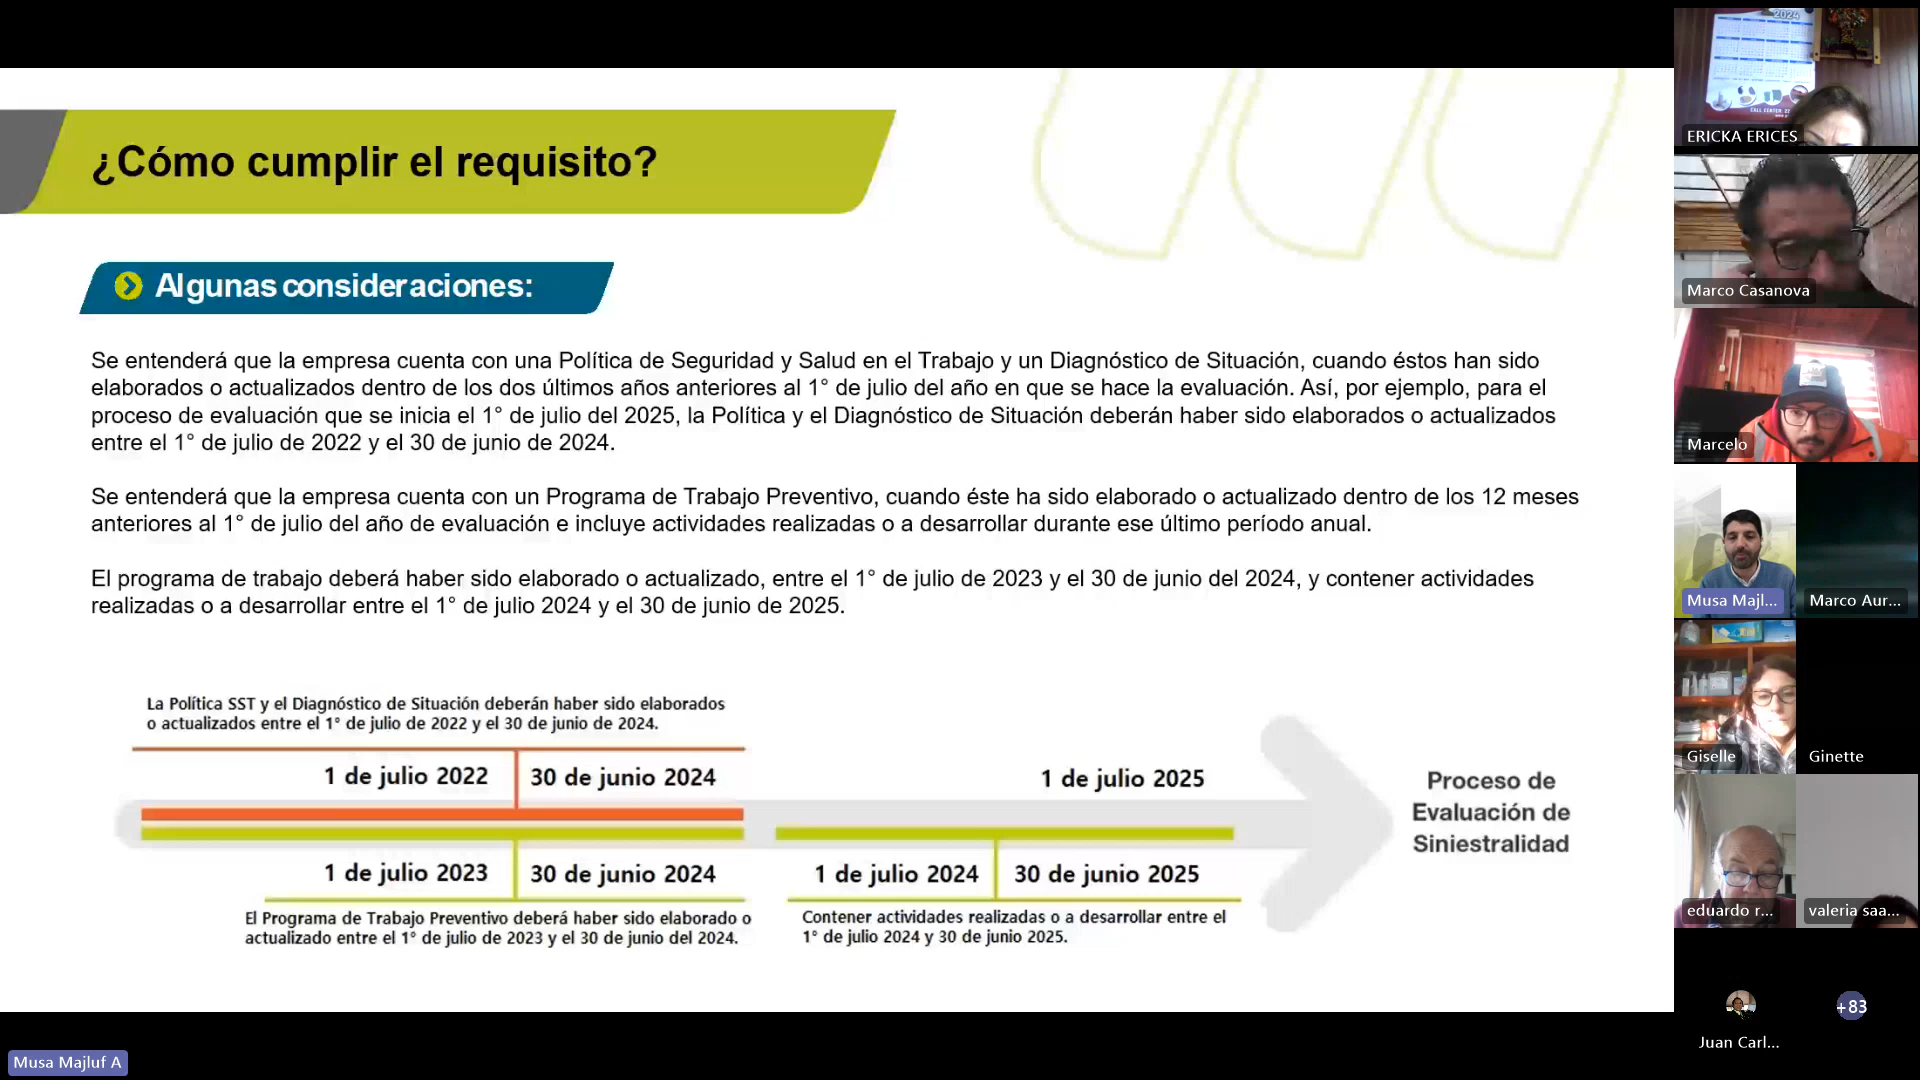 ¿Cómo cumplir el requisito?
Algunas consideraciones:
Se entenderá que la empresa cuenta con una Política de Seguridad y Salud en el Trabajo y un Diagnóstico de Situación, cuando éstos han sido
elaborados o actualizados dentro de los dos últimos años anteriores al 1° de julio del año en que se hace la evaluación. Así, por ejemplo, para el
proceso de evaluación que se inicia el 1° de julio del 2025, la Política y el Diagnóstico de Situación deberán haber sido elaborados o actualizados
entre el 1° de julio de 2022 y el 30 de junio de 2024.
Se entenderá que la empresa cuenta con un Programa de Trabajo Preventivo, cuando éste ha sido elaborado o actualizado dentro de los 12 meses
anteriores al 1° de julio del año de evaluación e incluye actividades realizadas o a desarrollar durante ese último período anual.
El programa de trabajo deberá haber sido elaborado o actualizado, entre el 1° de julio de 2023 y el 30 de junio del 2024, y contener actividades
realizadas o a desarrollar entre el 1° de julio 2024 y el 30 de junio de 2025.
La Política SST y el Diagnóstico de Situación deberán haber sido elaborados
o actualizados entre el 1° de julio de 2022 y el 30 de junio de 2024.
1 de julio 2022
30 de junio 2024
1 de julio 2025
1 de julio 2023
30 de junio 2024
1 de julio 2024
30 de junio 2025
El Programa de Trabajo Preventivo deberá haber sido elaborado o
actualizado entre el 1° de julio de 2023 y el 30 de junio del 2024.
Contener actividades realizadas o a desarrollar entre el
1° de julio 2024 y 30 de junio 2025.
Proceso de
Evaluación de
Siniestralidad
Musa Majluf A
2024
CALL CENTER:
ERICKA ERICES
Marco Casanova
Marcelo
Musa Majl...
Marco Aur...
Giselle
Ginette
eduardo r...
valeria saa...
Juan Carl...
+83